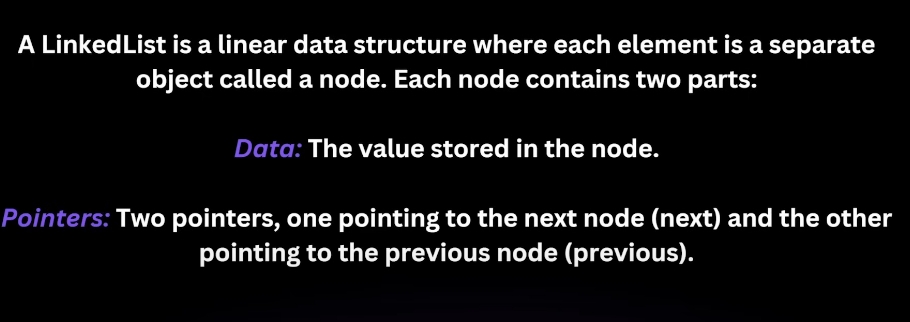 A LinkedList is a linear data structure where each element is a separate
object called a node. Each node contains two parts:
Data: The value stored in the node.
Pointers: Two pointers, one pointing to the next node (next) and the other
pointing to the previous node (previous).